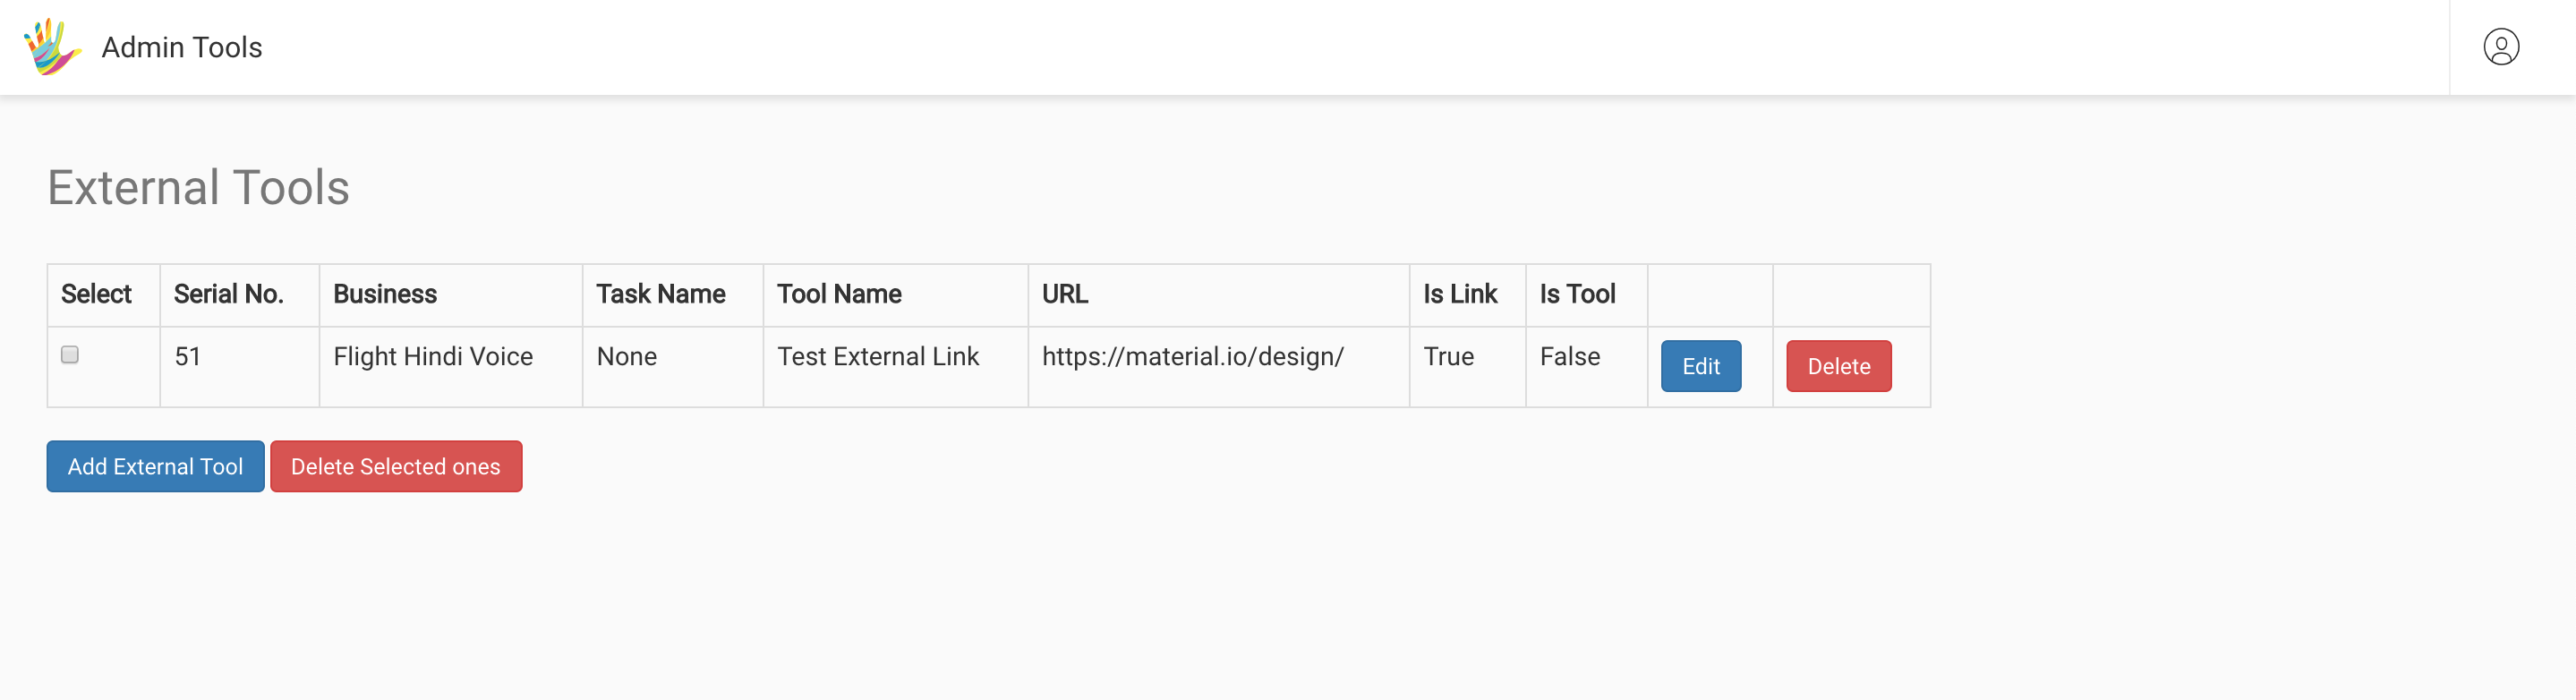 Admin Tools
External Tools
Select Serial No. Business Task Name Tool Name URL Is Link Is Tool
51 Flight Hindi Voice None Test External Link https://material.io/design/ True False Edit Delete
Add External Tool Delete Selected ones